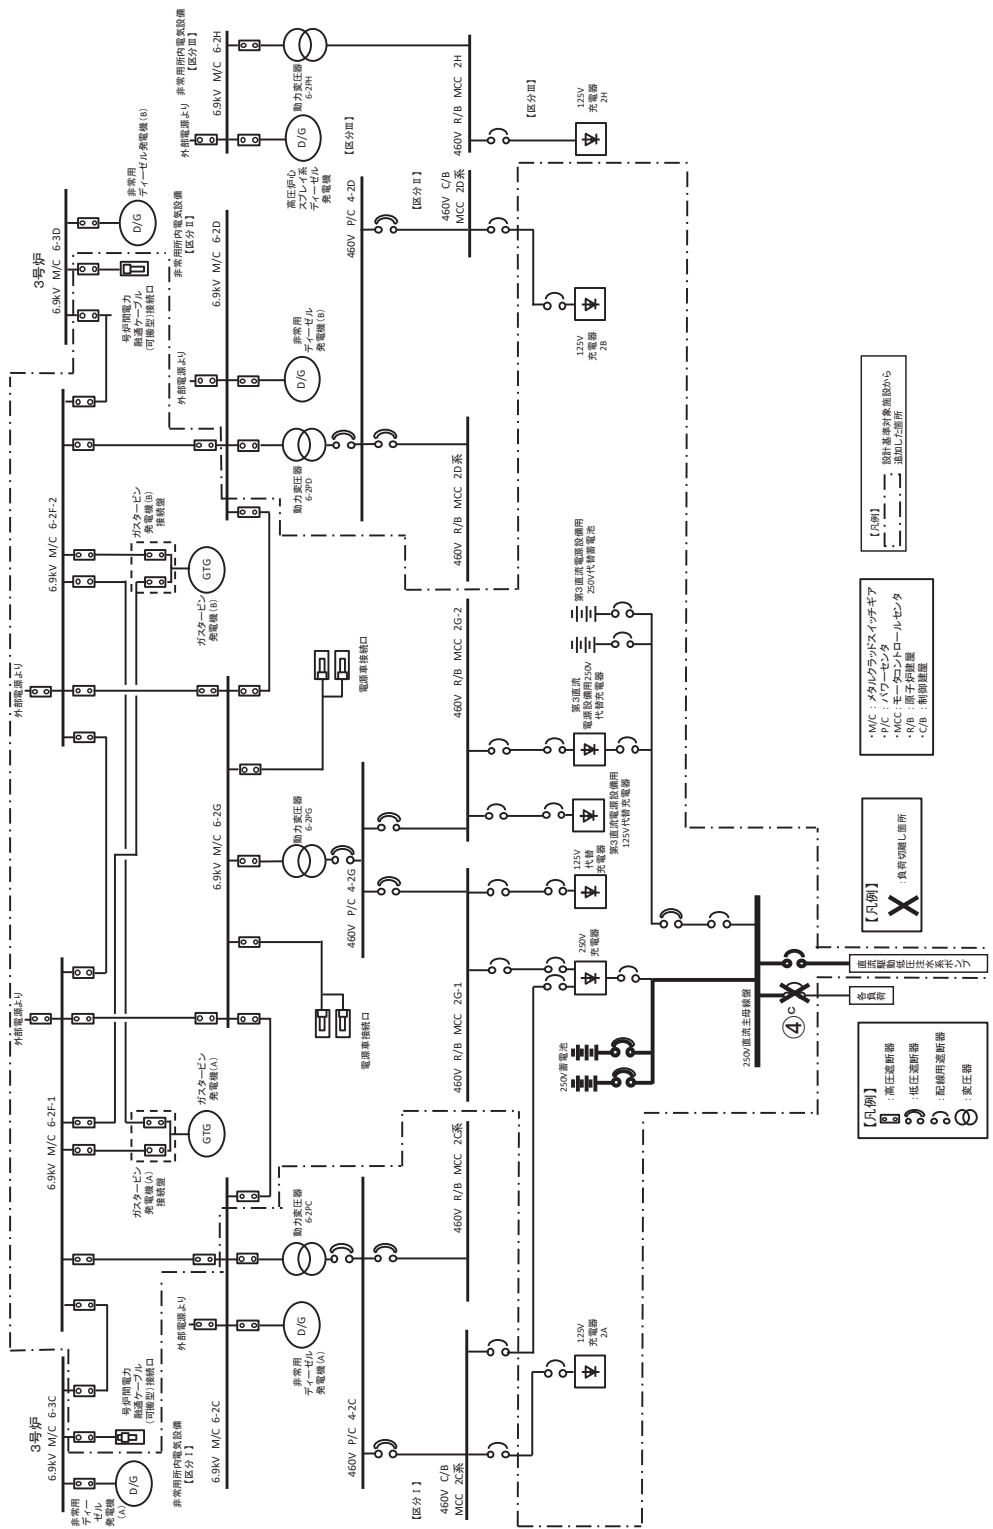 3号炉
6.9kV M/C 6-3C
非常用
ディー
ゼル
発電機
(A)
D/G
号炉間電力
融通ケーブル
(可搬型)接続口
6.9kV M/C 6-2F-1
外部電源より
ガスタービン
発電機(A)
接続盤
GTG
ガスタービン
発電機(A)
6.9kV M/C 6-2F-2
外部電源より
ガスタービン
発電機(B)
接続盤
GTG
ガスタービン
発電機(B)
3号炉
6.9kV M/C 6-3D
号炉間電力
融通ケーブル
(可搬型)接続口
D/G
非常用
ディーゼル発電機(B)
非常用所内電気設備
【区分Ⅰ】
6.9kV M/C 6-2C
外部電源より
D/G
非常用
ディーゼル
発電機(A)
動力変圧器
6-2PC
6.9kV M/C 6-2G
電源車接続口
動力変圧器
6-2PG
電源車接続口
非常用所内電気設備
【区分Ⅱ】
6.9kV M/C 6-2D
外部電源より
動力変圧器
6-2PD
D/G
非常用
ディーゼル
発電機(B)
非常用所内電気設備
【区分Ⅲ】
6.9kV M/C 6-2H
外部電源より
D/G
高圧炉心
スプレイ系
ディーゼル
発電機
動力変圧器
6-2PH
【区分Ⅲ】
460V P/C 4-2C
460V P/C 4-2G
460V P/C 4-2D
【区分Ⅰ】
460V C/B
MCC 2C系
460V R/B MCC 2C系
460V R/B MCC 2G-1
460V R/B MCC 2G-2
460V R/B MCC 2D系
【区分Ⅱ】
460V C/B
MCC 2D系
460V R/B MCC 2H
【区分Ⅲ】
125V
充電器
2A
250V蓄電池
250V
充電器
125V
代替
充電器
第3直流電源設備用
125V代替充電器
第3直流
電源設備用250V
代替充電器
第3直流電源設備用
250V代替蓄電池
125V
充電器
2B
125V
充電器
2H
250V直流主母線盤
④
C
各負荷
直流駆動低圧注水系ポンプ
【凡例】
:高圧遮断器
:低圧遮断器
:配線用遮断器
:変圧器
【凡例】
:負荷切離し箇所
・M/C :メタルクラッドスイッチギア
・P/C :パワーセンタ
・MCC :モータコントロールセンタ
・R/B :原子炉建屋
・C/B :制御建屋
【凡例】
設計基準対象施設から
追加した箇所